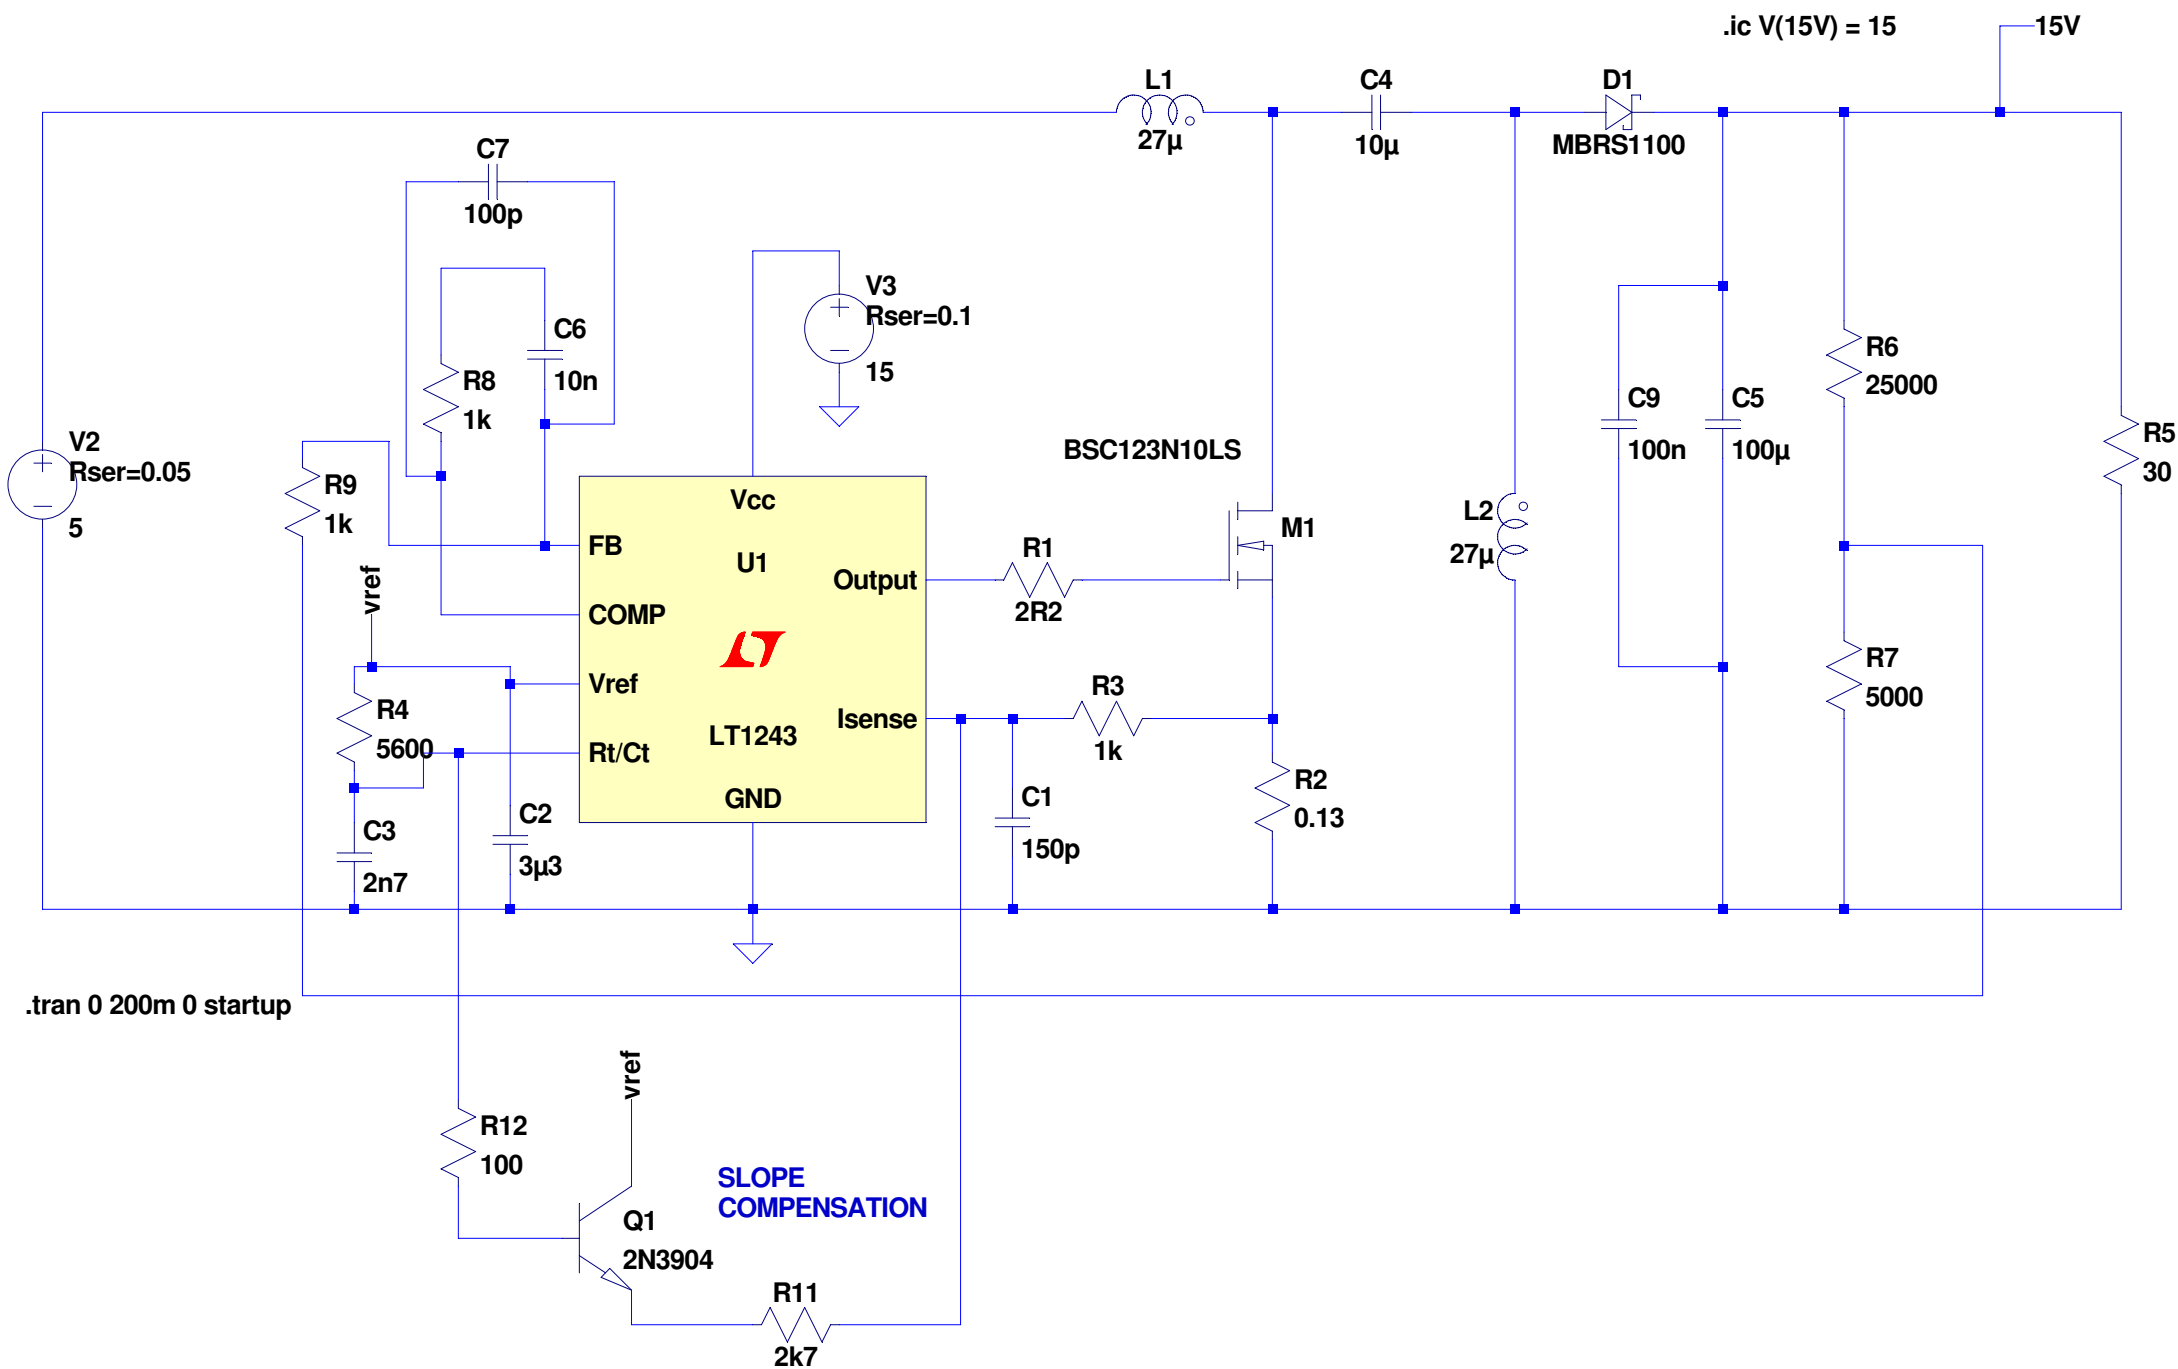 .ic V(15V) = 15
15V
L1
27µ
C4
10µ
D1
MBRS1100
C7
100p
V3
Rser=0.1
15
C6
10n
R8
1k
R6
25000
C9
100n
C5
100µ
R5
30
V2
Rser=0.05
5
R9
1k
BSC123N10LS
M1
L2
27µ
Vcc
FB
U1
Output
COMP
Vref
Isense
LT1243
Rt/Ct
GND
R1
2R2
vref
R4
5600
R3
1k
R7
5000
C3
2n7
C2
3µ3
C1
150p
R2
0.13
.tran 0 200m 0 startup
vref
R12
100
SLOPE
COMPENSATION
Q1
2N3904
R11
2k7